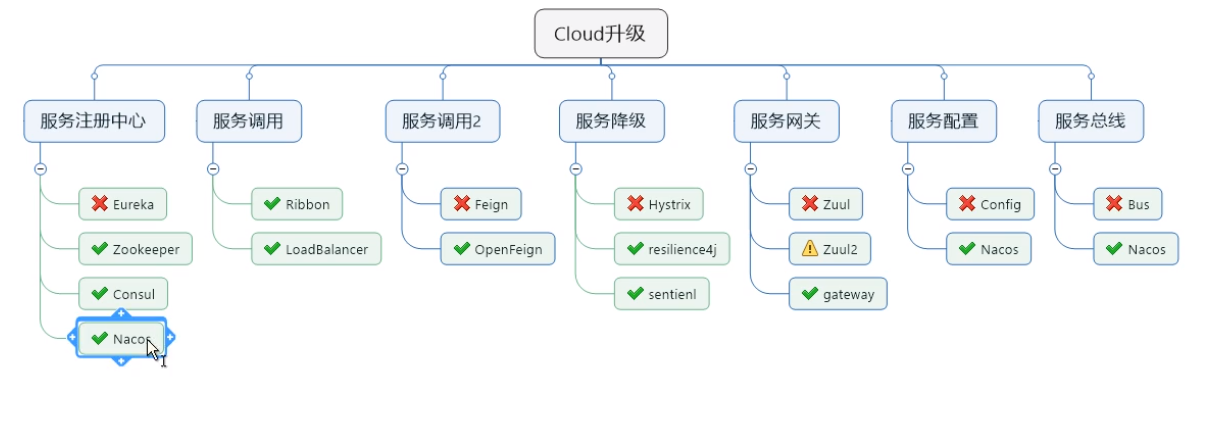 Cloud升级
服务注册中心
服务调用
服务调用2
服务降级
服务网关
服务配置
服务总线
Eureka
Ribbon
Feign
Hystrix
Zuul
Config
Bus
Zookeeper
LoadBalancer
OpenFeign
resilience4j
Zuul2
Nacos
Nacos
Consul
sentienl
gateway
Nacos